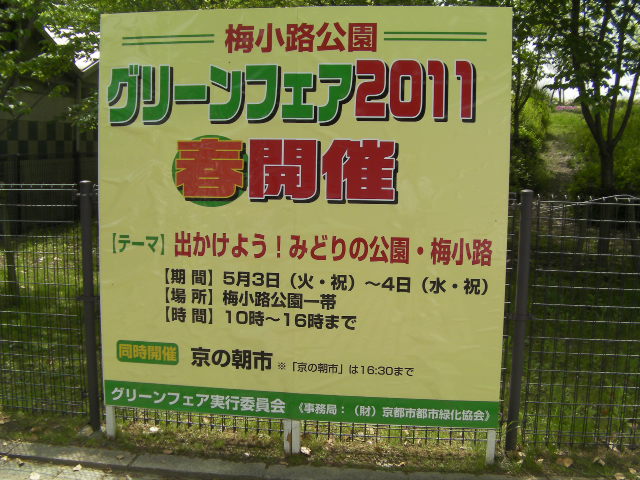 梅小路公園
グリーンフェア2011
春開催
【テーマ】出かけよう！みどりの公園・梅小路
【期 間】5月3日（火・祝）～4日（水・祝）
【場 所】梅小路公園一帯
【時 間】10時～16時まで
同時開催 京の朝市 ※「京の朝市」は16:30まで
グリーンフェア実行委員会 《事務局：（財）京都市都市緑化協会》